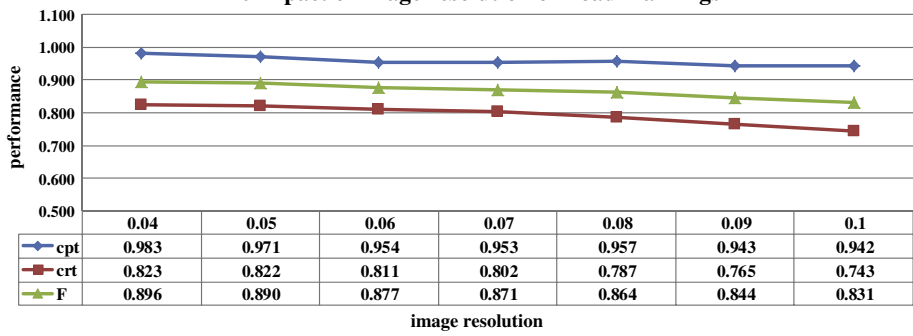 1.100
1.000
0.900
0.800
0.700
0.600
0.500
performance
0.04 0.05 0.06 0.07 0.08 0.09 0.1
cpt 0.983 0.971 0.954 0.953 0.957 0.943 0.942
crt 0.823 0.822 0.811 0.802 0.787 0.765 0.743
F 0.896 0.890 0.877 0.871 0.864 0.844 0.831
image resolution